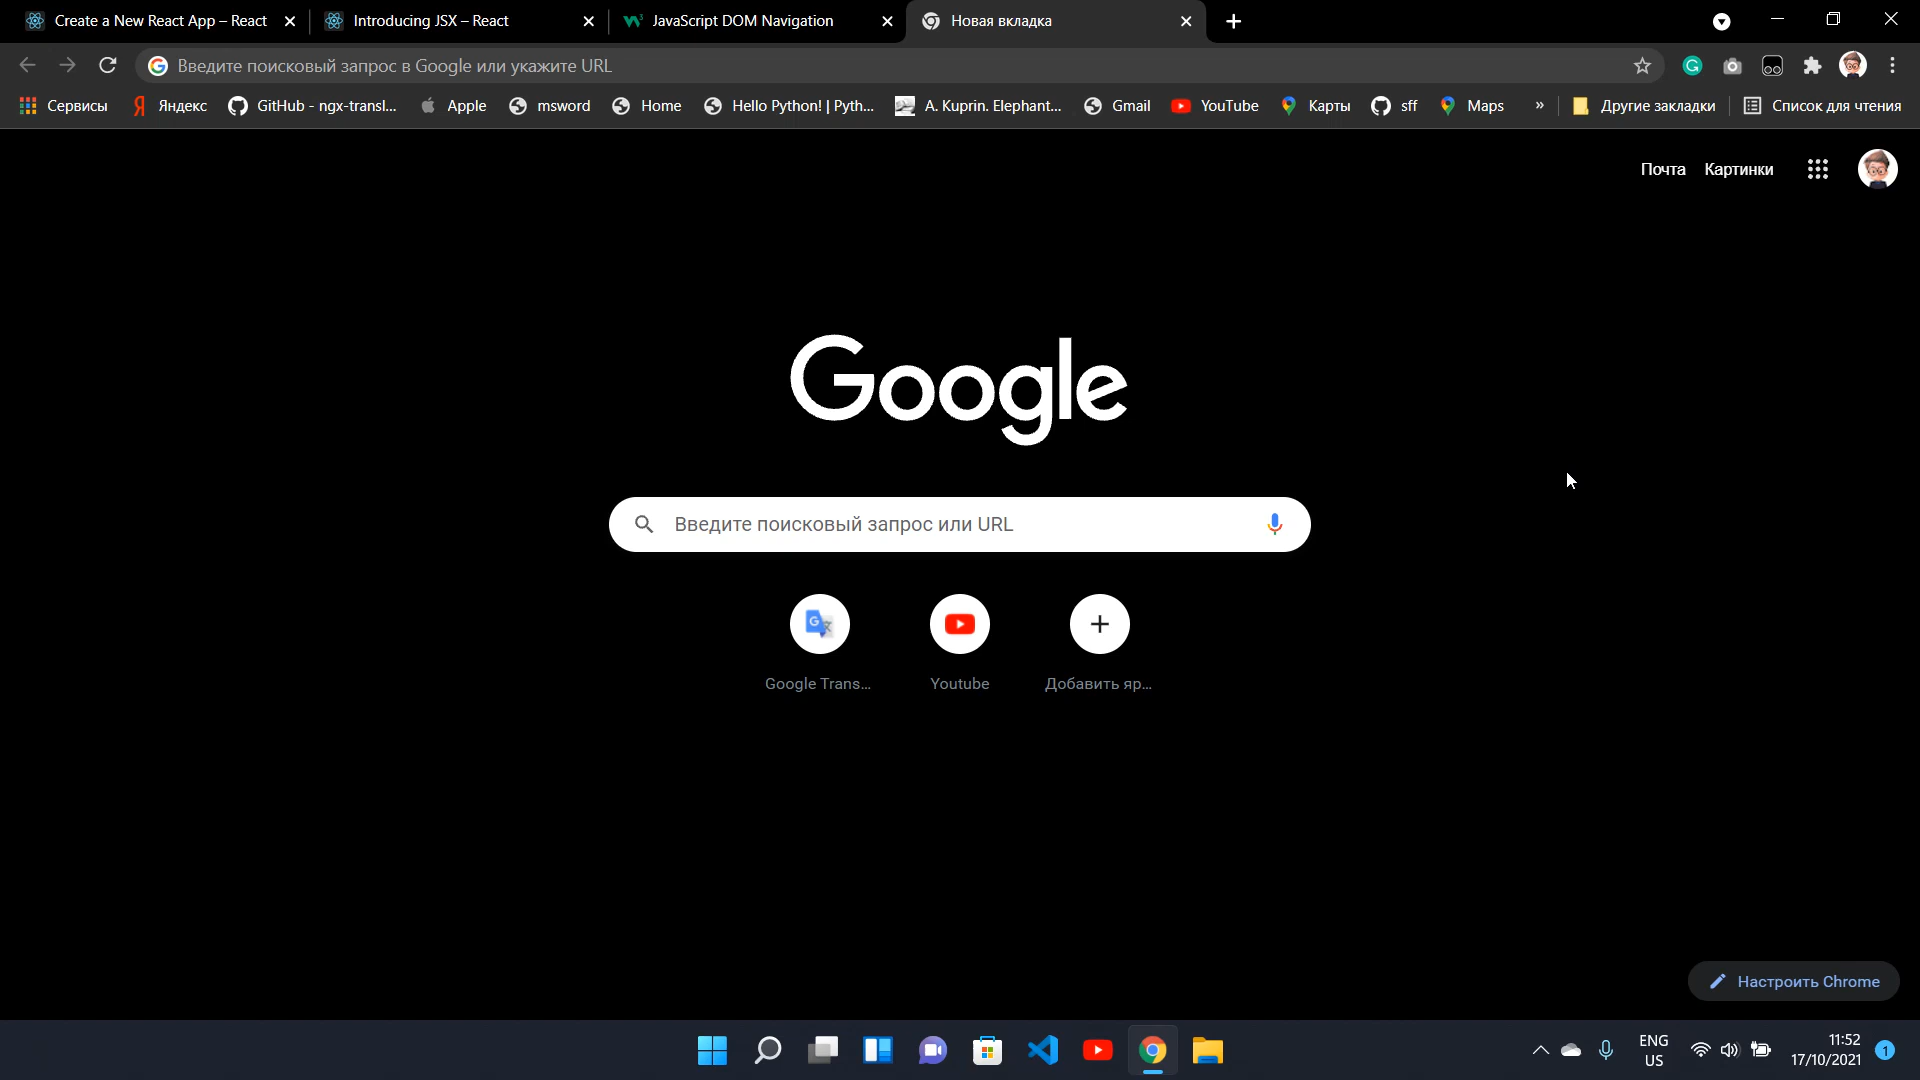 Create a New React App – React
Introducing JSX – React
JavaScript DOM Navigation
Новая вкладка
Введите поисковый запрос в Google или укажите URL
Сервисы
Яндекс
GitHub - ngx-transl...
Apple
msword
Home
Hello Python! | Pyth...
A. Kuprin. Elephant...
Gmail
YouTube
Карты
sff
Maps
»
Другие закладки
Список для чтения
Почта
Картинки
Google
Введите поисковый запрос или URL
Google Trans...
Youtube
Добавить яр...
Настроить Chrome
ENG
US
11:52
17/10/2021
1